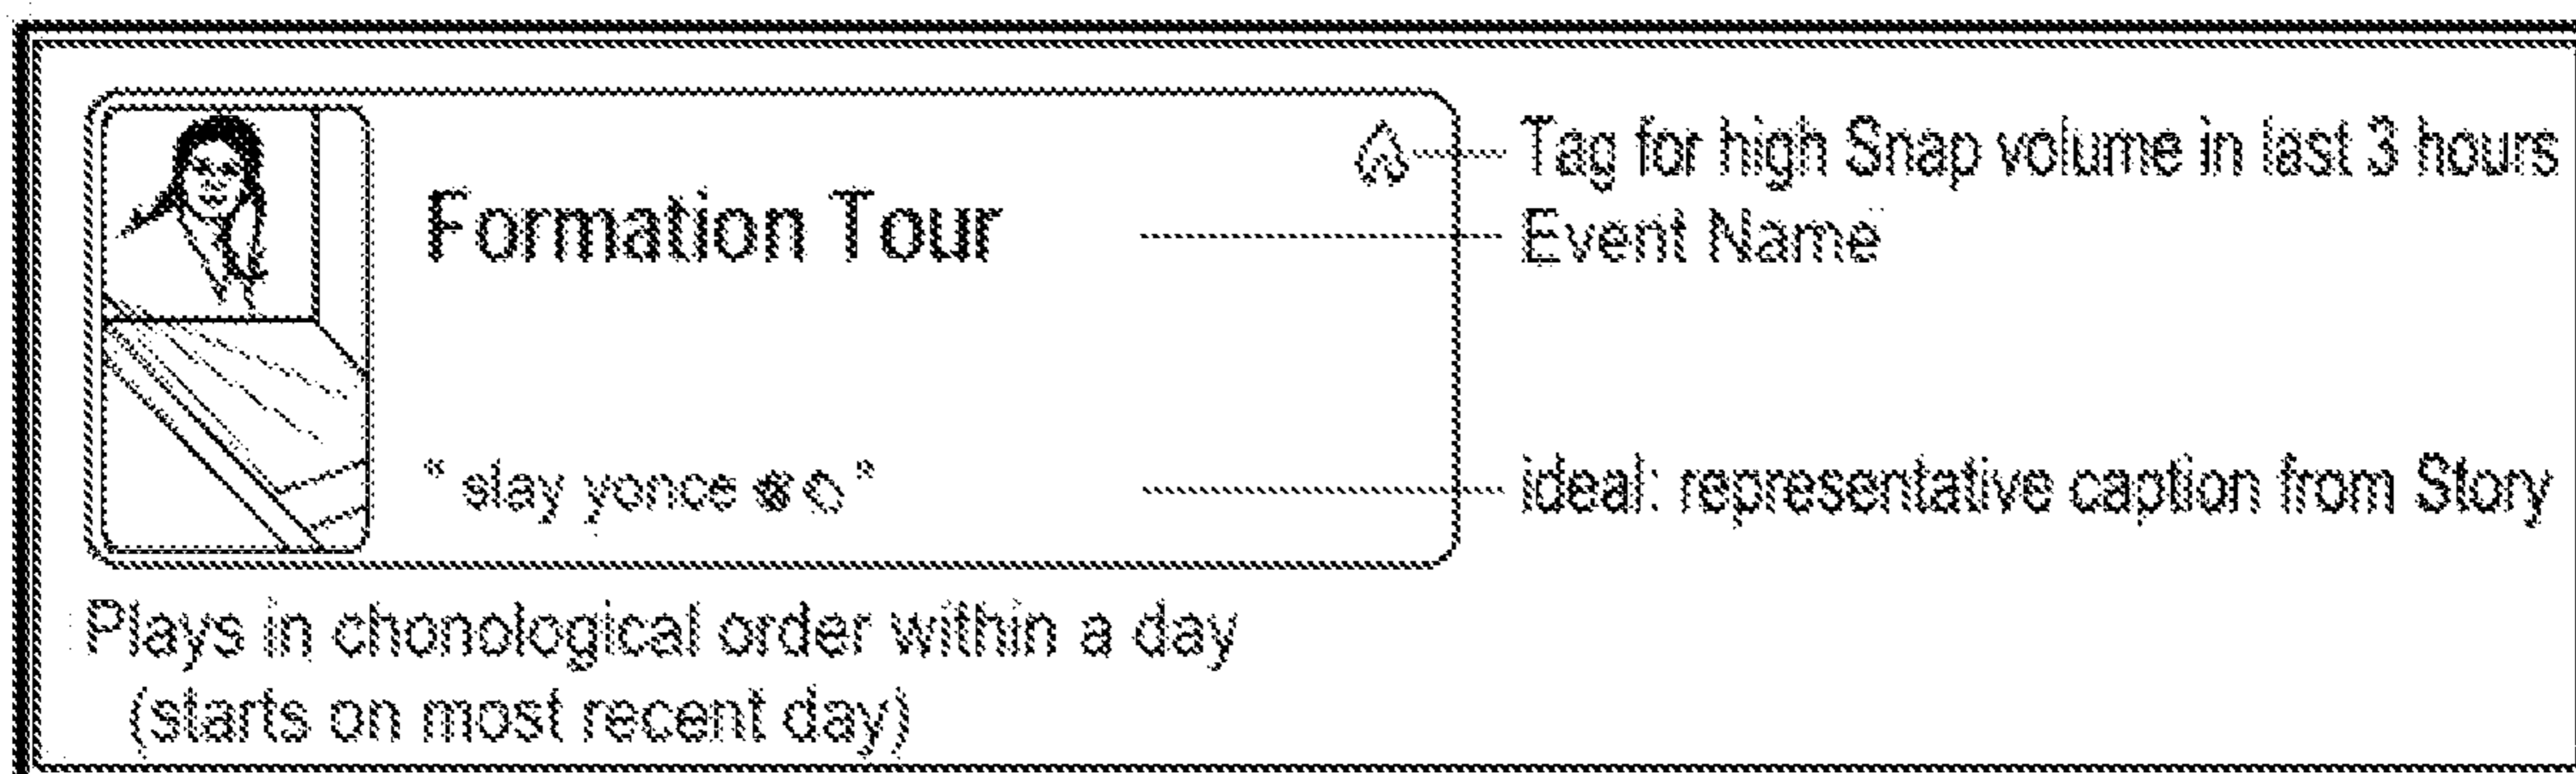 Tag for high Snap volume in last 3 hours
Formation Tour
Event Name
" slay yonce "
ideal: representative caption from Story
Plays in chonological order within a day
(starts on most recent day)